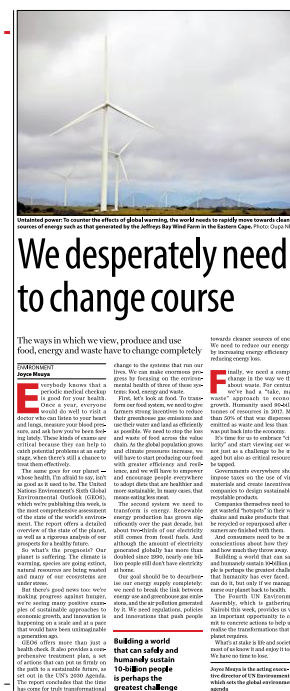 Untainted power: To counter the effects of global warming, the world needs to rapidly move towards clean
sources of energy such as that generated by the Jeffreys Bay Wind Farm in the Eastern Cape. Photo: Oupa N
We desperately need
to change course
The ways in which we view, produce and use
food, energy and waste have to change completely
ENVIRONMENT
Joyce Msuya
Everybody knows that a
periodic medical checkup
is good for your health.
Once a year, everyone
would do well to visit a
doctor who can listen to your heart
and lungs, measure your blood pres-
sure, and ask how you've been feel-
ing lately. These kinds of exams are
critical because they can help to
catch potential problems at an early
stage, when there's still a chance to
treat them effectively.
The same goes for our planet —
whose health, I'm afraid to say, isn't
as good as it used to be. The United
Nations Environment's Sixth Global
Environmental Outlook (GEO6),
which we're publishing this week, is
the most comprehensive assessment
of the state of the world's environ-
ment. The report offers a detailed
overview of the state of the planet,
as well as a rigorous analysis of our
prospects for a healthy future.
So what's the prognosis? Our
planet is suffering. The climate is
warming, species are going extinct,
natural resources are being wasted
and many of our ecosystems are
under stress.
But there's good news too: we're
making progress against hunger,
we're seeing many positive exam-
ples of sustainable approaches to
economic growth, and innovation is
happening on a scale and at a pace
that would have been unimaginable
a generation ago.
GEO6 offers more than just a
health check. It also provides a com-
prehensive treatment plan, a set
of actions that can put us firmly on
the path to a sustainable future, as
set out in the UN's 2030 Agenda.
The report concludes that the time
has come for truly transformational
charge to the systems that run our
lives. We can make enormous pro-
gress by focusing on the environ-
mental health of three of these sys-
tems: food, energy and waste.
First, let's look at food. To trans-
form our food system, we need to give
farmers strong incentives to reduce
their greenhouse gas emissions and
use their water and land as efficiently
as possible. We need to stop the loss
and waste of food across the value
chain. As the global population grows
and climate pressures increase, we
will have to start producing our food
with greater efficiency and resili-
ence, and we will have to empower
and encourage people everywhere
to adopt diets that are healthier and
more sustainable. In many cases, that
means eating less meat.
The second system we need to
transform is energy. Renewable
energy production has grown sig-
nificantly over the past decade, but
about two-thirds of our electricity
still comes from fossil fuels. And
although the amount of electricity
generated globally has more than
doubled since 1990, nearly one bil-
lion people still don't have electricity
at home.
Our goal should be to decarbon-
ise our energy supply completely:
we need to break the link between
energy use and greenhouse gas emis-
sions, and the air pollution generated
by it. We need regulations, policies
and innovations that push people
Building a world
that can safely and
humanely sustain
10-billion people
is perhaps the
greatest challenge
towards cleaner sources of ene
We need to reduce our energy
by increasing energy efficiency
reducing energy loss.
Finally, we need a comp
change in the way we th
about waste. For centuri
we've had a "take, m
waste" approach to econo
growth. Humanity used 90-bil
tonnes of resources in 2017. M
than 50% of that was dispersed
emitted as waste and less than
was put back into the economy.
It's time for us to embrace "ci
larity" and start viewing our w
not just as a challenge to be m
aged but also as critical resourc
be tapped.
Governments everywhere sho
impose taxes on the use of vi
materials and create incentives
companies to design sustainabl
recyclable products.
Companies themselves need to
get wasteful "hotspots" in their v
chains and make products that
be recycled or repurposed after c
sumers are finished with them.
And consumers need to be m
conscious about how they
and how much they throw away.
Building a world that can sa
and humanely sustain 10-billion p
ple is perhaps the greatest challe
that humanity has ever faced.
can do it, but only if we manag
nurse our planet back to health.
The Fourth UN Environmen
Assembly, which is gathering
Nairobi this week, provides us w
an important opportunity to c
mit to concrete actions to help u
realise the transformations that
planet requires.
What's at stake is life and societ
most of us know it and enjoy it to
We have no time to lose.
Joyce Msuya is the acting execu-
tive director of UN Environment
which sets the global environme
agenda